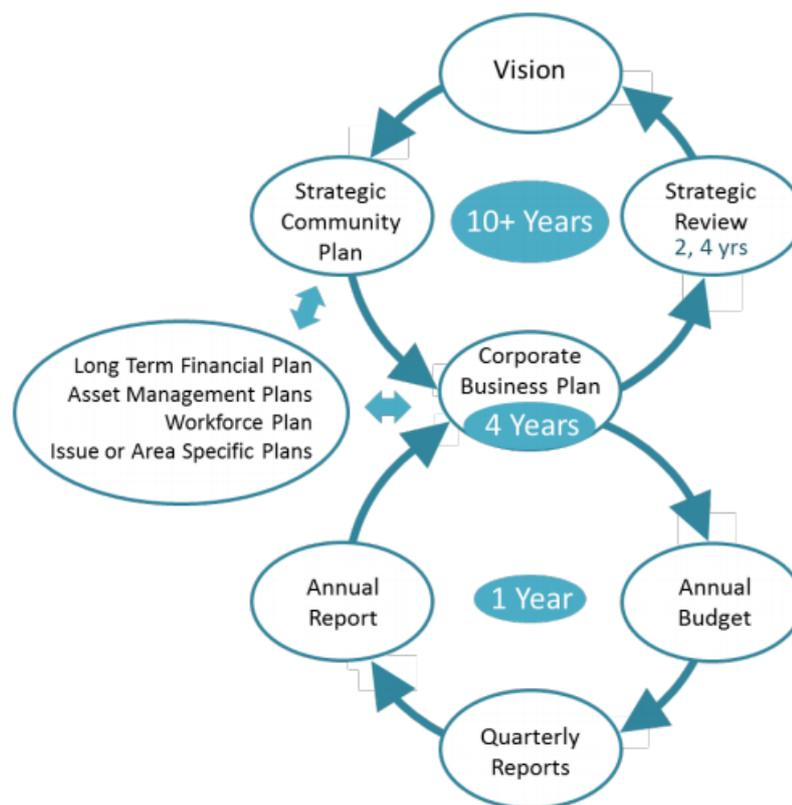 Vision
Strategic
Community
Plan
10+ Years
Strategic
Review
2, 4 yrs
Long Term Financial Plan
Asset Management Plans
Workforce Plan
Issue or Area Specific Plans
Corporate
Business Plan
4 Years
Annual
Report
1 Year
Annual
Budget
Quarterly
Reports